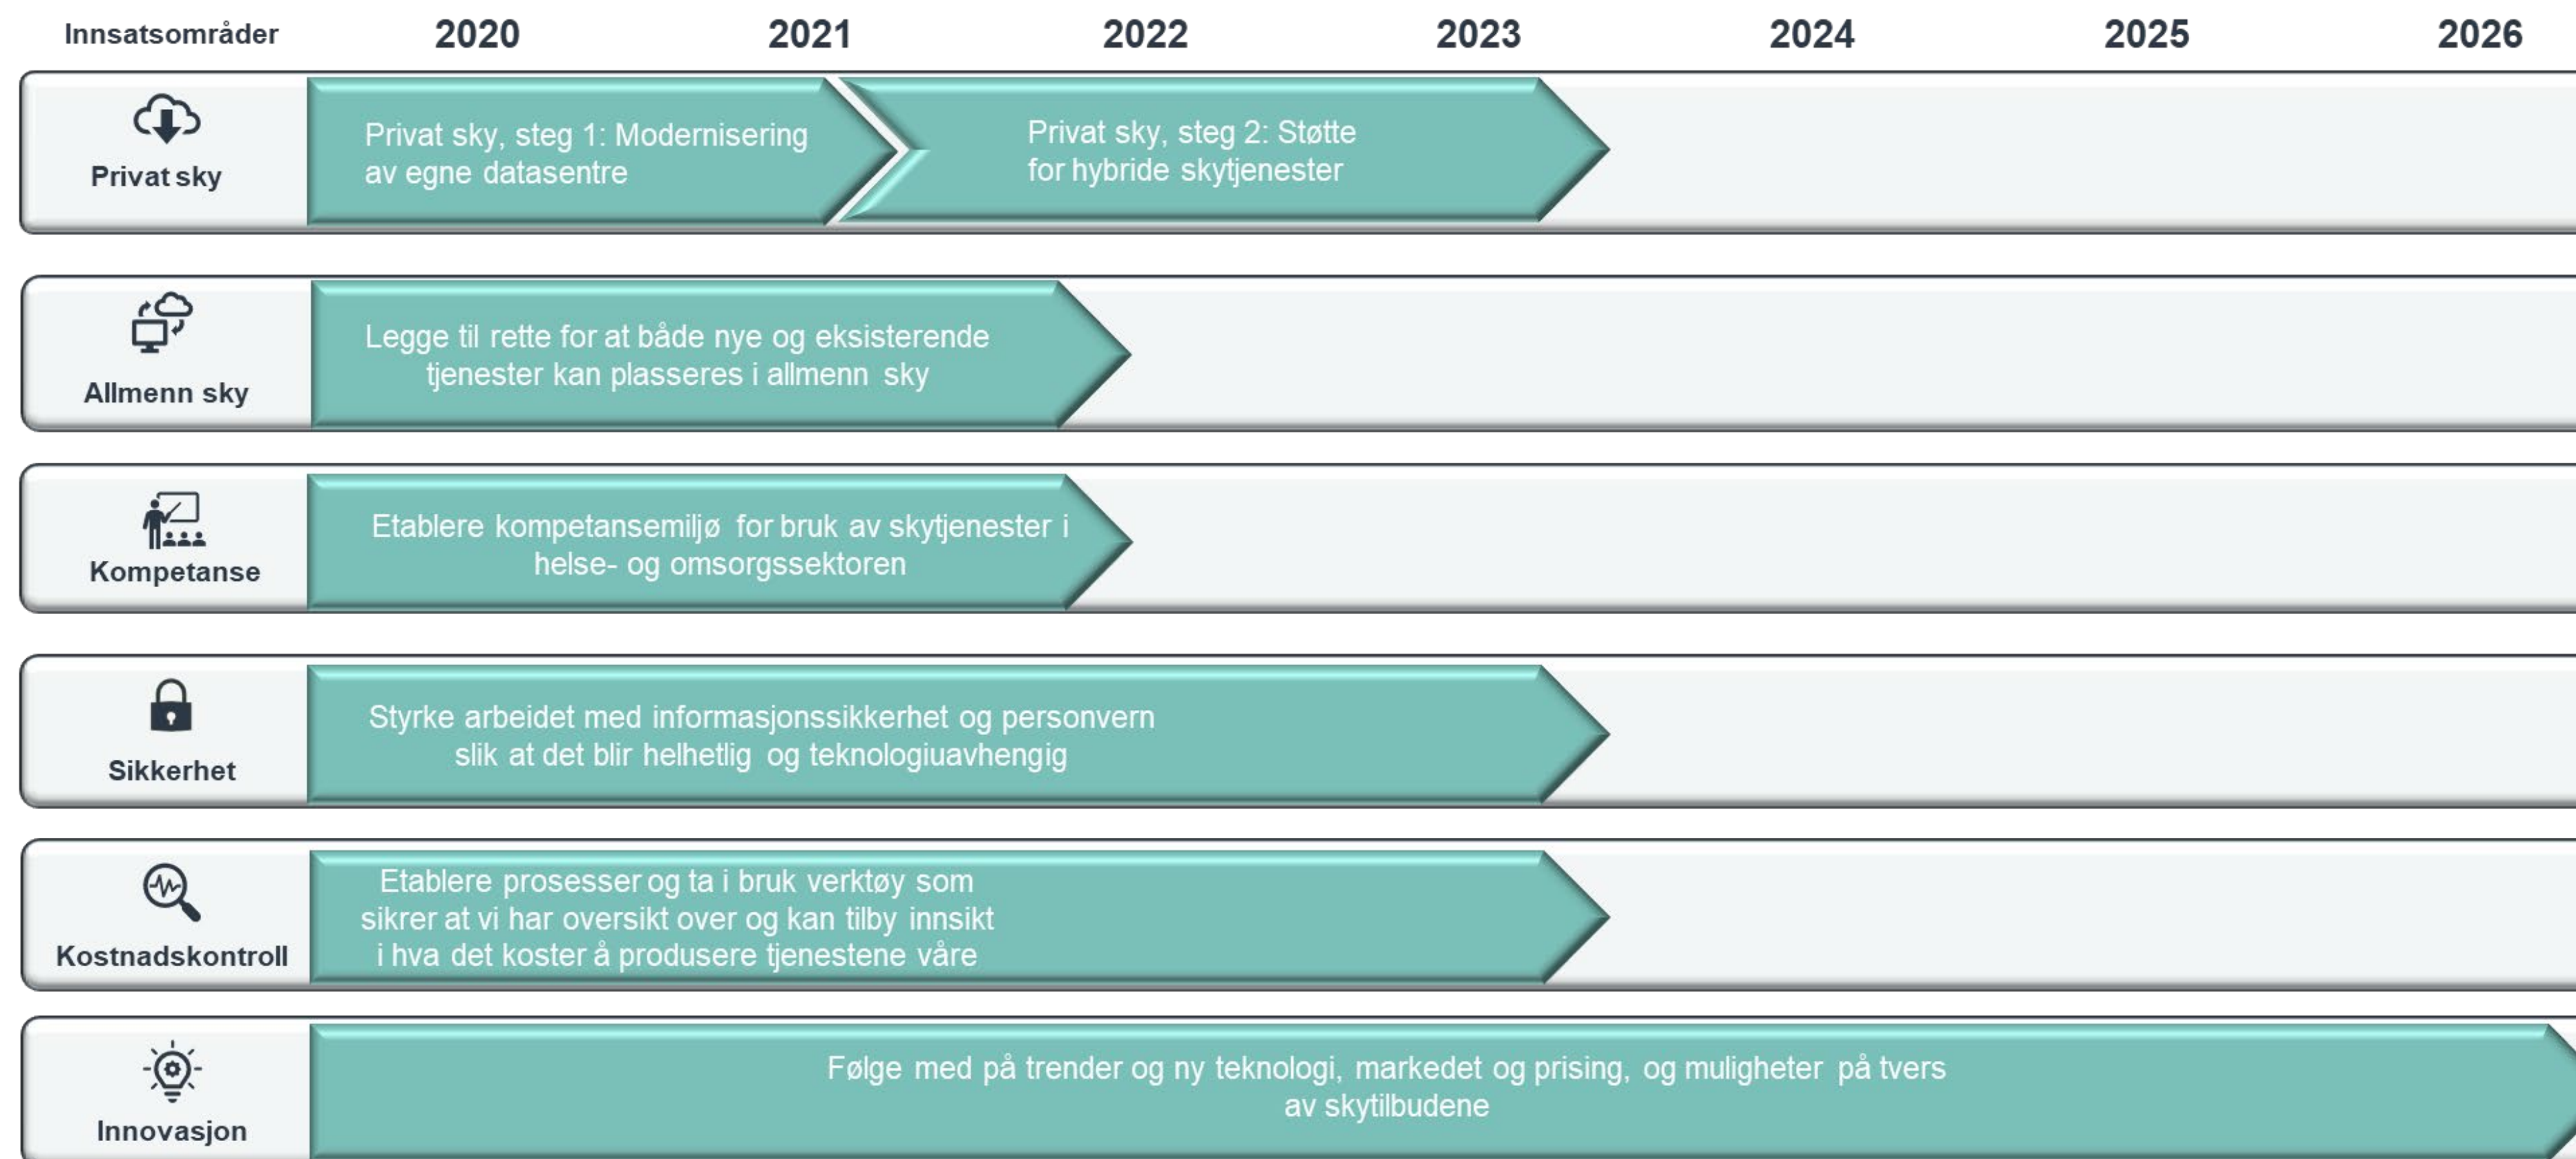 Innsatsområder 2020 2021 2022 2023 2024 2025 2026
Privat sky
Privat sky, steg 1: Modernisering
av egne datasentre
Privat sky, steg 2: Støtte
for hybride skytjenester
Allmenn sky
Legge til rette for at både nye og eksisterende
tjenester kan plasseres i allmenn sky
Kompetanse
Etablere kompetansemiljø for bruk av skytjenester i
helse- og omsorgssektoren
Sikkerhet
Styrke arbeidet med informasjonssikkerhet og personvern
slik at det blir helhetlig og teknologiuavhengig
Kostnadskontroll
Etablere prosesser og ta i bruk verktøy som
sikrer at vi har oversikt over og kan tilby innsikt
i hva det koster å produsere tjenestene våre
Innovasjon
Følge med på trender og ny teknologi, markedet og prising, og muligheter på tvers
av skytilbudene